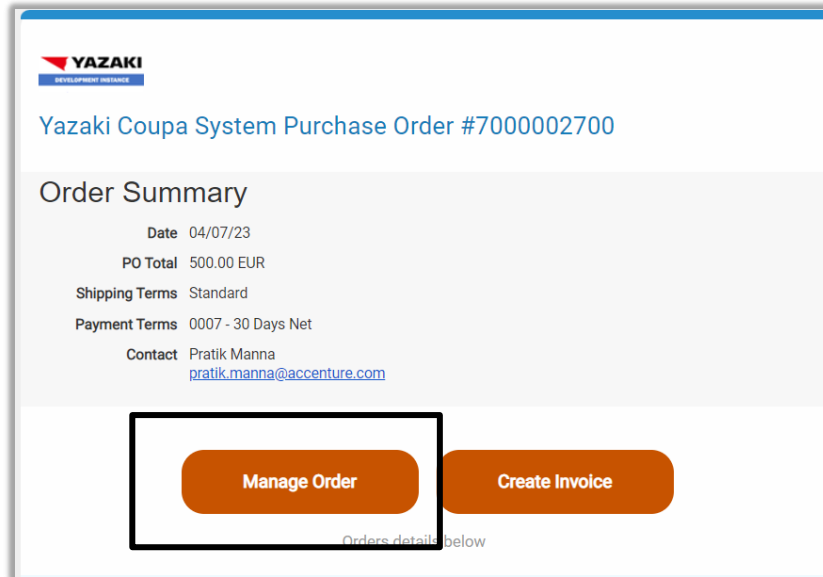 YAZAKI
DEVELOPMENT INSTANCE
Yazaki Coupa System Purchase Order #7000002700
Order Summary
Date 04/07/23
PO Total 500.00 EUR
Shipping Terms Standard
Payment Terms 0007 - 30 Days Net
Contact Pratik Manna
pratik.manna@accenture.com
Manage Order Create Invoice
Orders details below